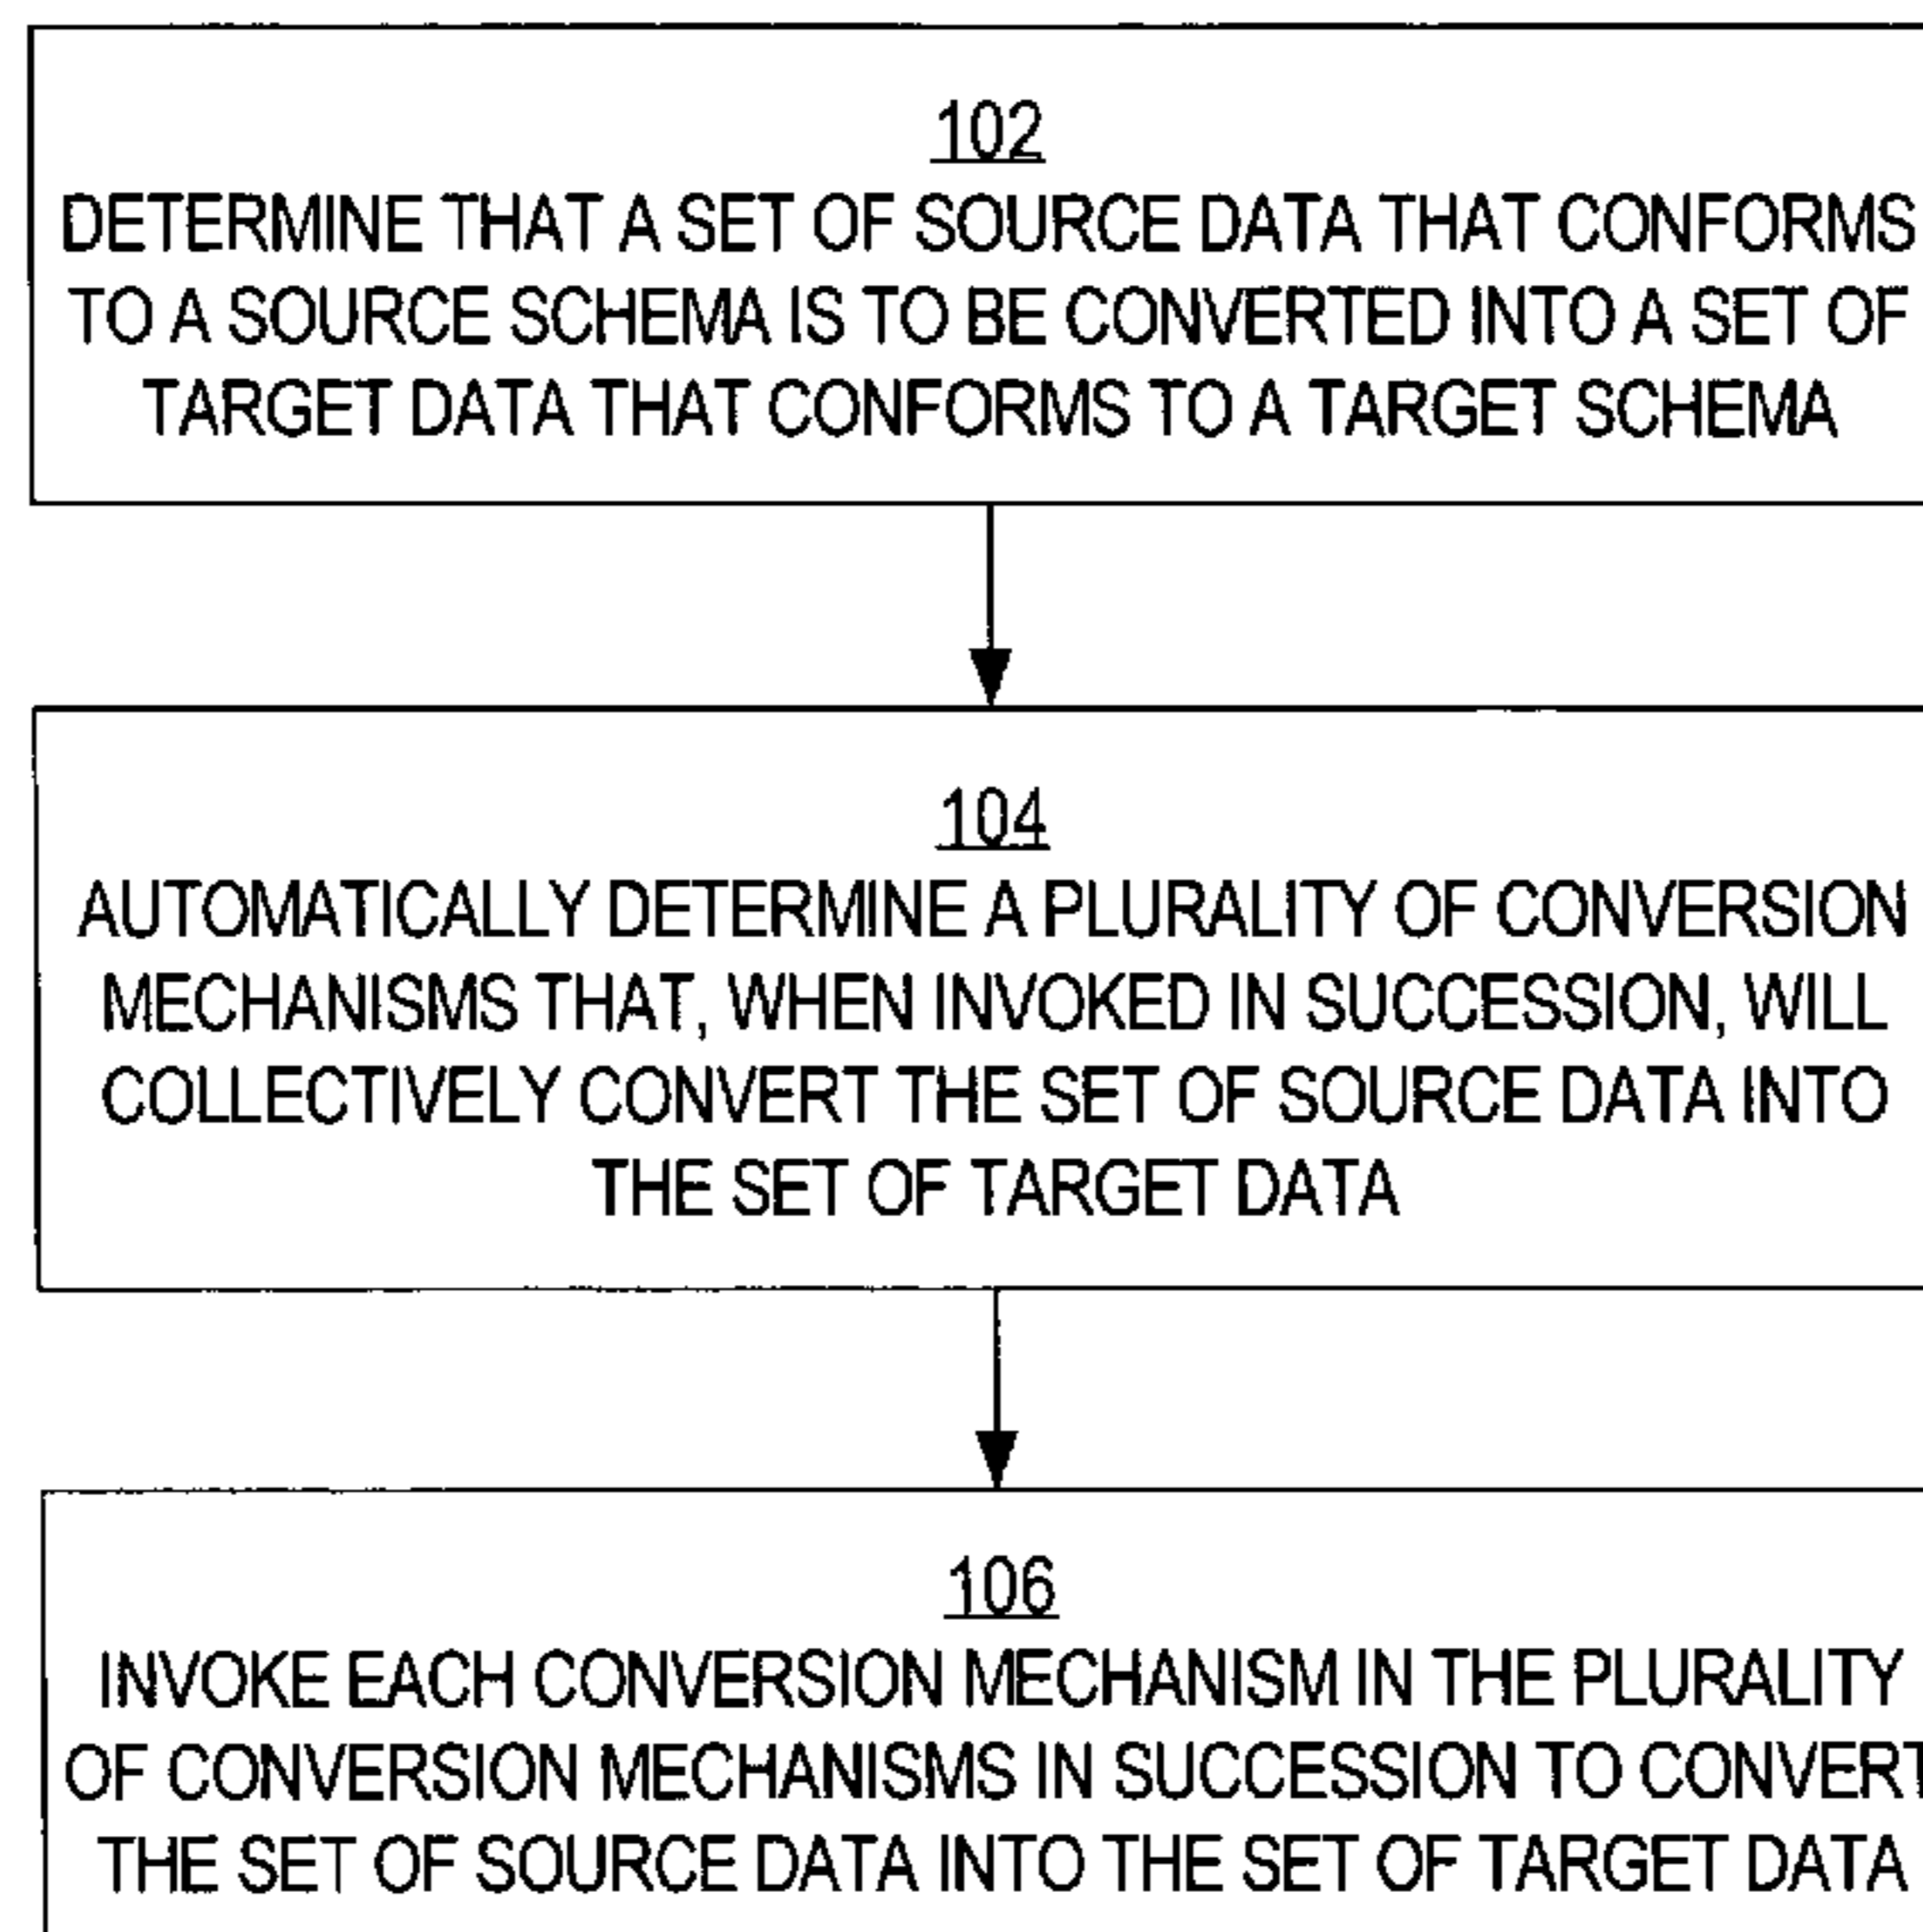 102
DETERMINE THAT A SET OF SOURCE DATA THAT CONFORMS
TO A SOURCE SCHEMA IS TO BE CONVERTED INTO A SET OF
TARGET DATA THAT CONFORMS TO A TARGET SCHEMA
104
AUTOMATICALLY DETERMINE A PLURALITY OF CONVERSION
MECHANISMS THAT, WHEN INVOKED IN SUCCESSION, WILL
COLLECTIVELY CONVERT THE SET OF SOURCE DATA INTO
THE SET OF TARGET DATA
106
INVOKE EACH CONVERSION MECHANISM IN THE PLURALITY
OF CONVERSION MECHANISMS IN SUCCESSION TO CONVERT
THE SET OF SOURCE DATA INTO THE SET OF TARGET DATA